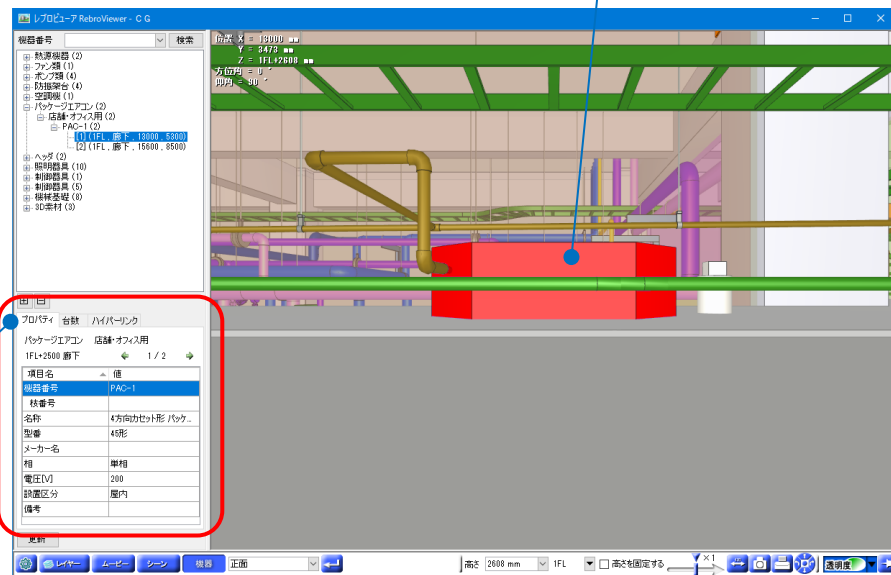 レブロビューア RebroViewer - C G
機器番号
検索
熱源機器 (2)
ファン類 (1)
ポンプ類 (4)
防振架台 (4)
空調機 (1)
パッケージエアコン (2)
店舗・オフィス用 (2)
PAC-1 (2)
[1] (1FL , 廊下 , 13000 , 5300)
[2] (1FL , 廊下 , 15600 , 8500)
ヘッダ (2)
照明器具 (10)
制御器具 (1)
制御器具 (5)
機械基礎 (8)
3D素材 (3)
位置 X = 13000 mm
Y = 3473 mm
Z = 1FL+2608 mm
方位角 = 0 °
仰角 = 90 °
プロパティ 台数 ハイパーリンク
パッケージエアコン 店舗・オフィス用
1FL+2500 廊下 1 / 2
項目名 値
機器番号 PAC-1
枝番号
名称 4方向カセット形 パッケ...
型番 45形
メーカー名
相 単相
電圧[V] 200
設置区分 屋内
備考
更新
レイヤー ムービー シーン 機器 正面 高さ 2608 mm 1FL 高さを固定する ×1 透明度